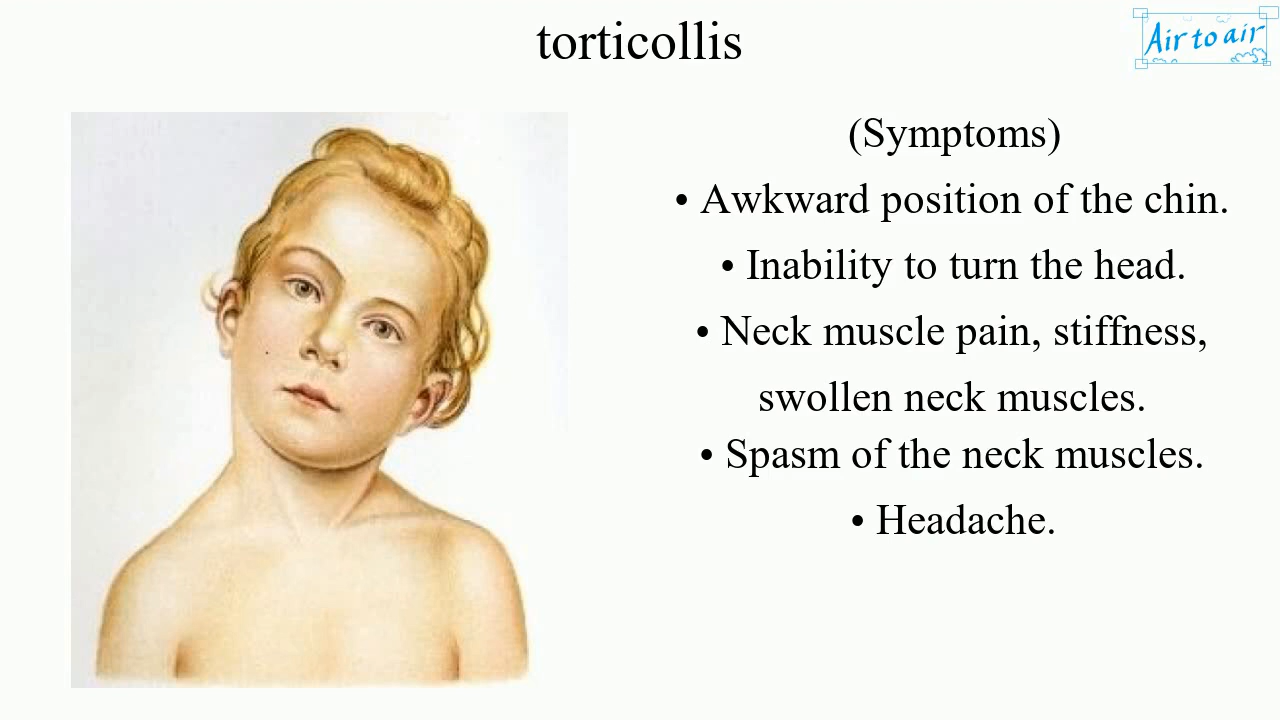 torticollis
Air to air
(Symptoms)
• Awkward position of the chin.
• Inability to turn the head.
• Neck muscle pain, stiffness,
swollen neck muscles.
• Spasm of the neck muscles.
• Headache.